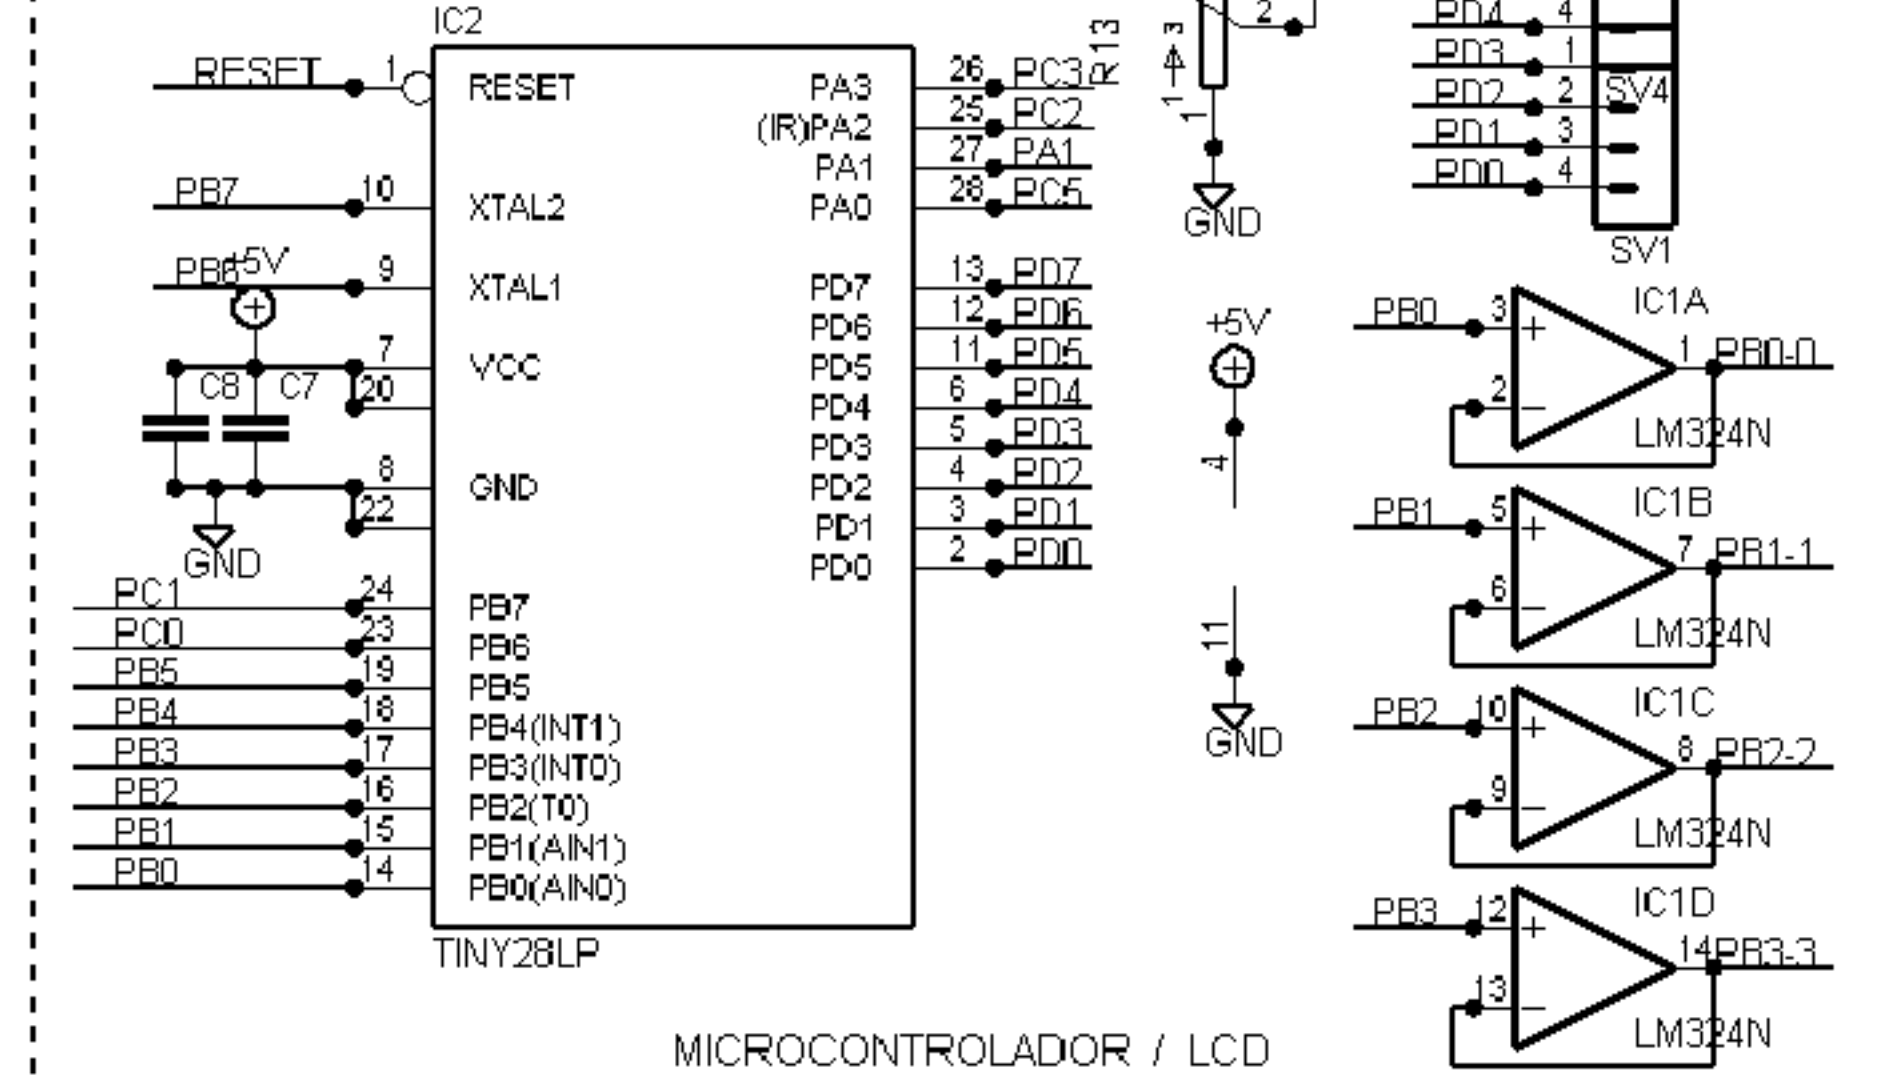 IC2
RESET 1 RESET
PB7 10 XTAL2
PB6 9 XTAL1
+5V
7 VCC
C8 C7 20
8 GND
22
GND
PC1 24 PB7
PC0 23 PB6
PB5 19 PB5
PB4 18 PB4(INT1)
PB3 17 PB3(INT0)
PB2 16 PB2(T0)
PB1 15 PB1(AIN1)
PB0 14 PB0(AIN0)
TINY28LP
PA3 26 PC3
(IR)PA2 25 PC2
PA1 27 PA1
PA0 28 PC5
PD7 13 PD7
PD6 12 PD6
PD5 11 PD5
PD4 6 PD4
PD3 5 PD3
PD2 4 PD2
PD1 3 PD1
PD0 2 PD0
R13
2
3
1
1
GND
+5V
4
11
GND
PD4 4
PD3 1
SV4
PD2 2
PD1 3
PD0 4
SV1
IC1A
PB0 3 +
1 PB0-0
2 -
LM324N
IC1B
PB1 5 +
7 PB1-1
6 -
LM324N
IC1C
PB2 10 +
8 PB2-2
9 -
LM324N
IC1D
PB3 12 +
14 PB3-3
13 -
LM324N
MICROCONTROLADOR / LCD